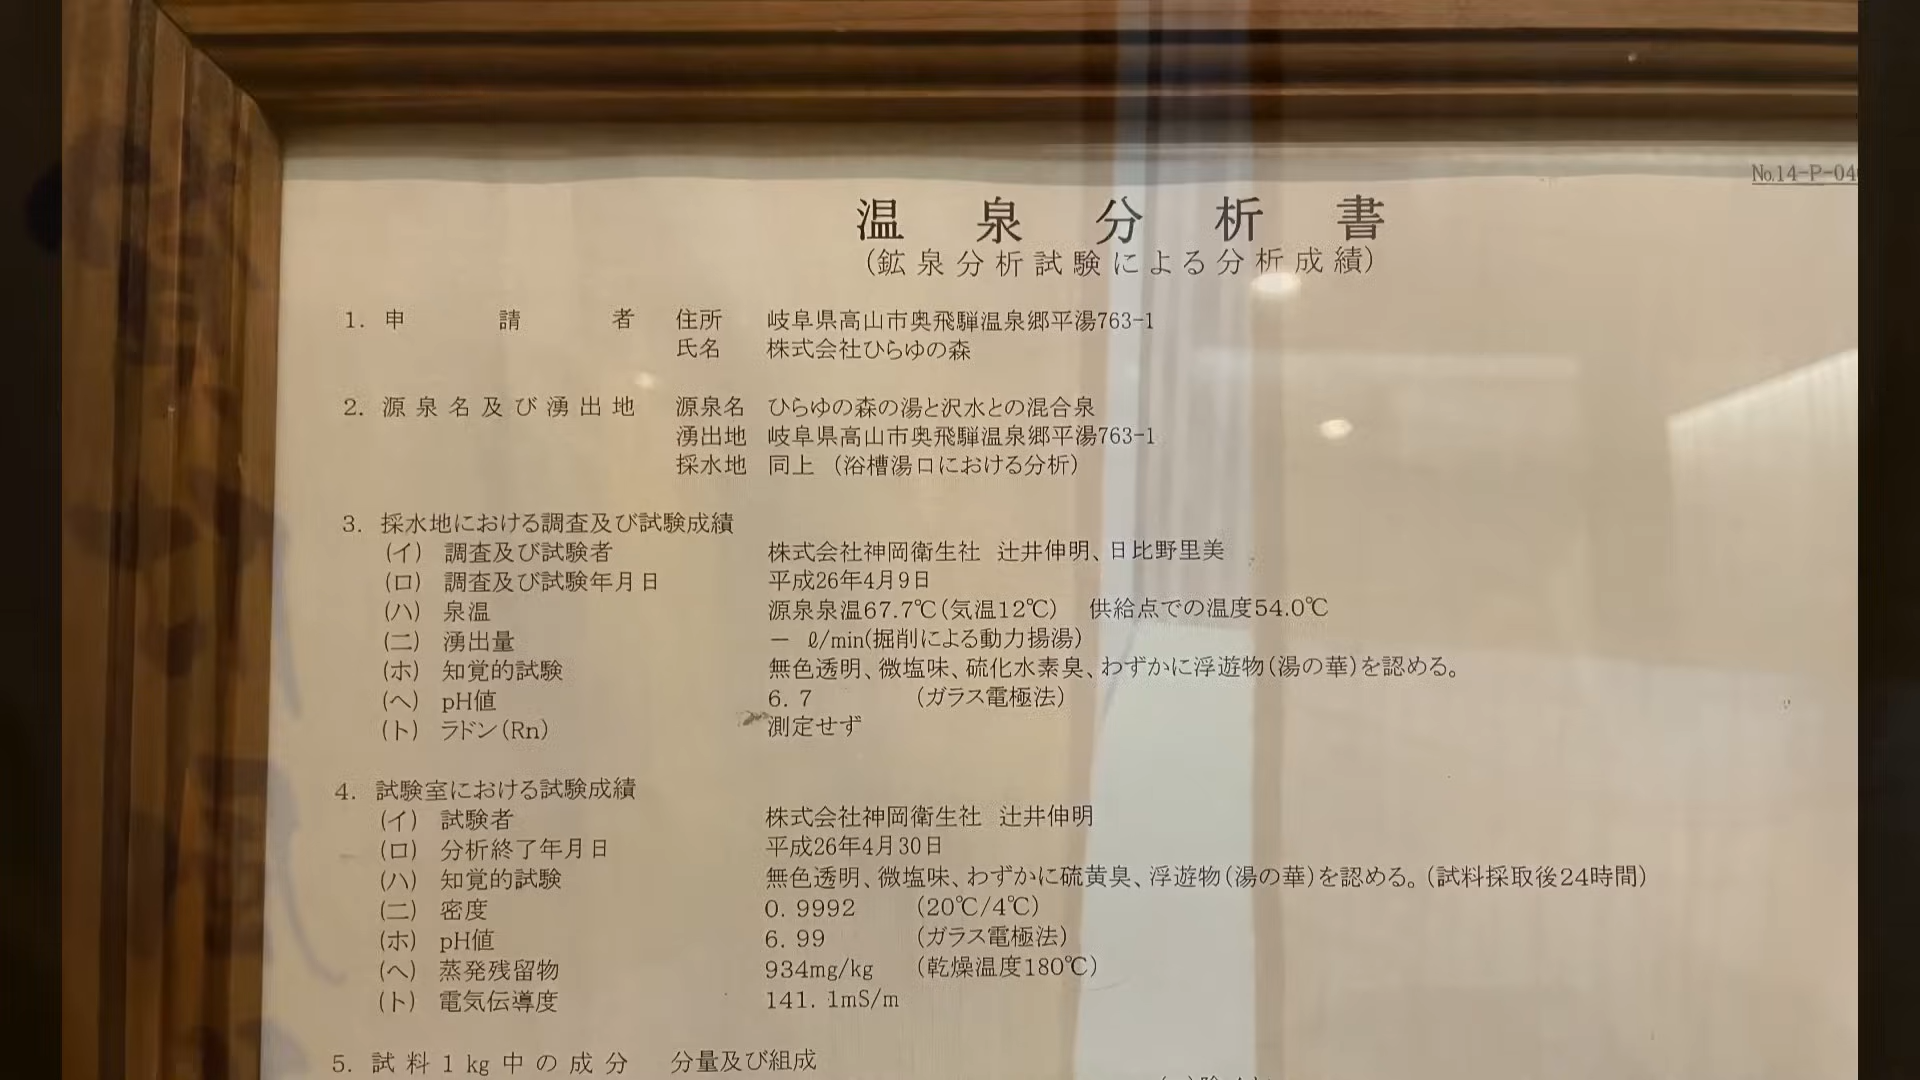 No.14-P-04
温泉分析書
(鉱泉分析試験による分析成績)
1. 申請者 住所 岐阜県高山市奥飛騨温泉郷平湯763-1
氏名 株式会社ひらゆの森
2. 源泉名及び湧出地 源泉名 ひらゆの森の湯と沢水との混合泉
湧出地 岐阜県高山市奥飛騨温泉郷平湯763-1
採水地 同上 (浴槽湯口における分析)
3. 採水地における調査及び試験成績
(イ) 調査及び試験者 株式会社神岡衛生社 辻井伸明、日比野里美
(ロ) 調査及び試験年月日 平成26年4月9日
(ハ) 泉温 源泉泉温67.7℃(気温12℃) 供給点での温度54.0℃
(ニ) 湧出量 - ℓ/min(掘削による動力揚湯)
(ホ) 知覚的試験 無色透明、微塩味、硫化水素臭、わずかに浮遊物(湯の華)を認める。
(ヘ) pH値 6.7 (ガラス電極法)
(ト) ラドン(Rn) 測定せず
4. 試験室における試験成績
(イ) 試験者 株式会社神岡衛生社 辻井伸明
(ロ) 分析終了年月日 平成26年4月30日
(ハ) 知覚的試験 無色透明、微塩味、わずかに硫黄臭、浮遊物(湯の華)を認める。(試料採取後24時間)
(ニ) 密度 0.9992 (20℃/4℃)
(ホ) pH値 6.99 (ガラス電極法)
(ヘ) 蒸発残留物 934mg/kg (乾燥温度180℃)
(ト) 電気伝導度 141.1mS/m
5. 試料1kg中の成分 分量及び組成